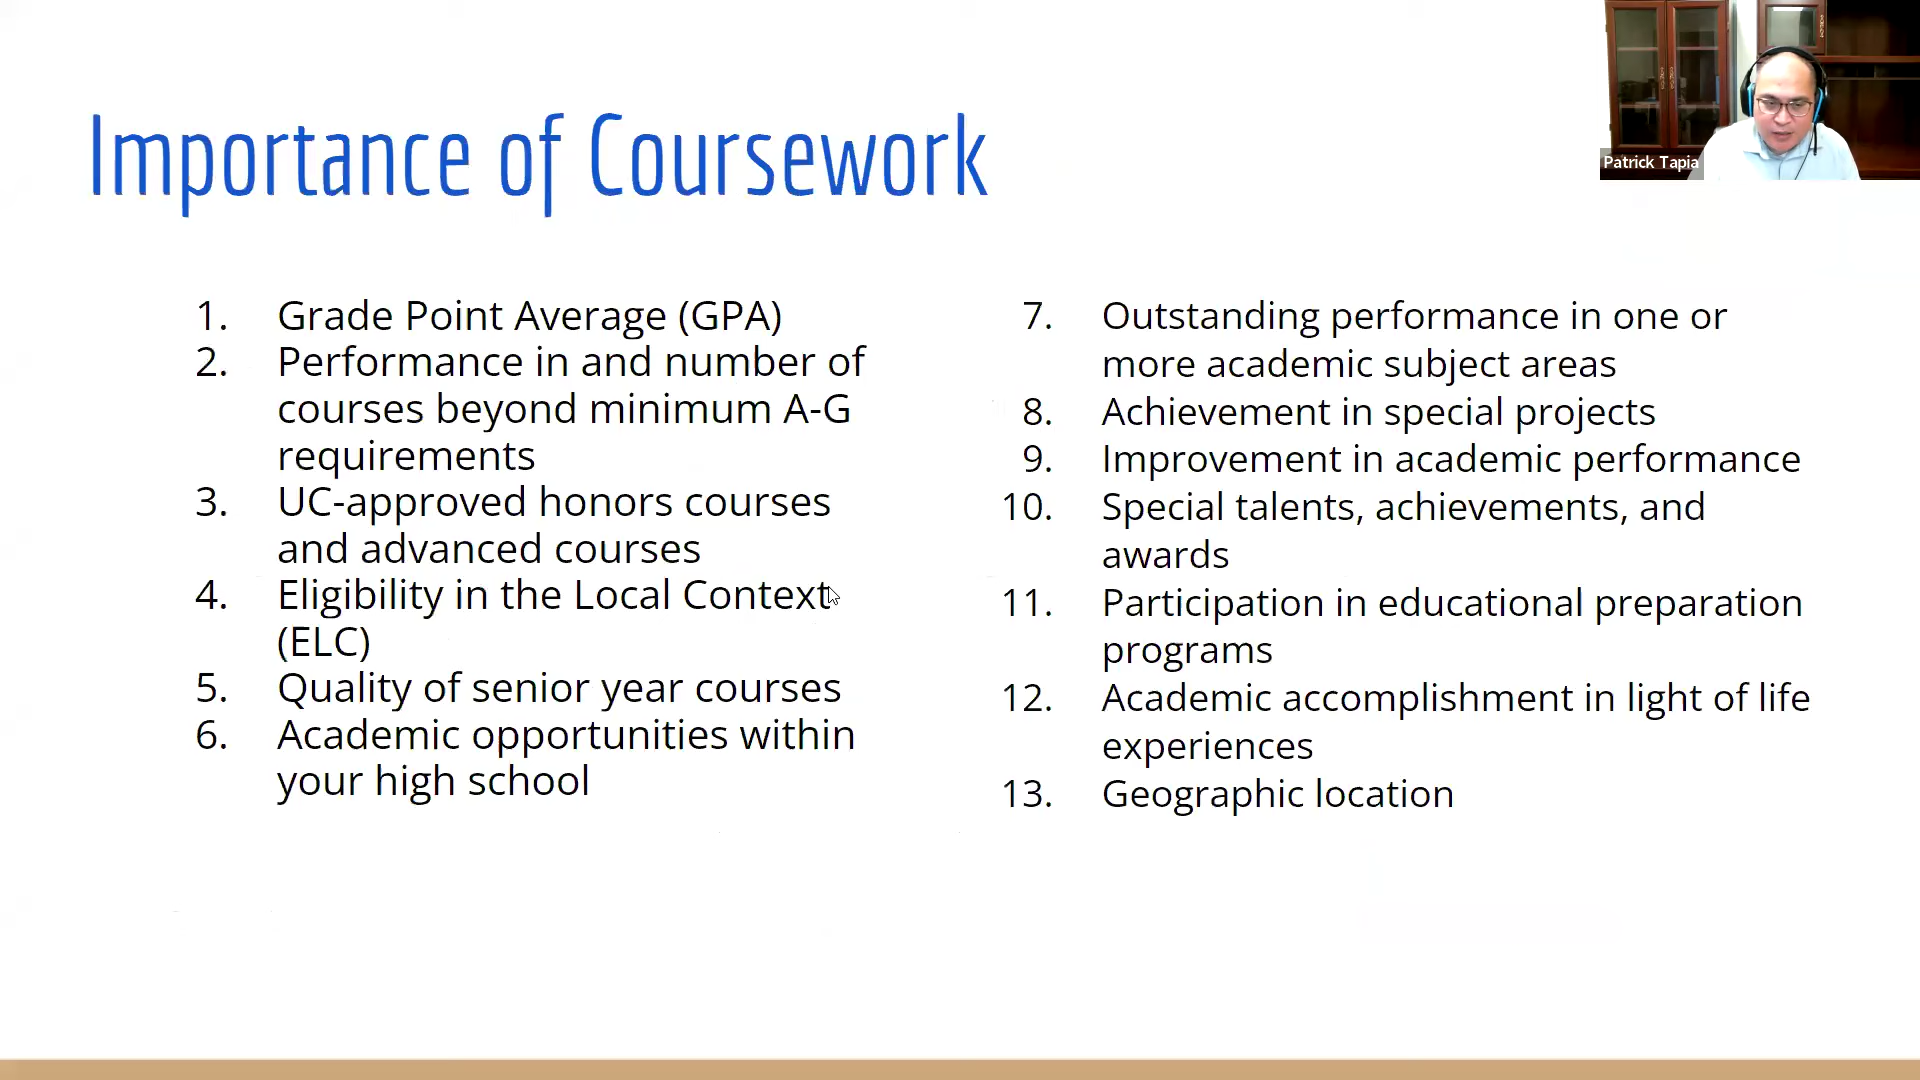 Importance of Coursework
Patrick Tapia
1. Grade Point Average (GPA)
2. Performance in and number of
courses beyond minimum A-G
requirements
3. UC-approved honors courses
and advanced courses
4. Eligibility in the Local Context
(ELC)
5. Quality of senior year courses
6. Academic opportunities within
your high school
7. Outstanding performance in one or
more academic subject areas
8. Achievement in special projects
9. Improvement in academic performance
10. Special talents, achievements, and
awards
11. Participation in educational preparation
programs
12. Academic accomplishment in light of life
experiences
13. Geographic location